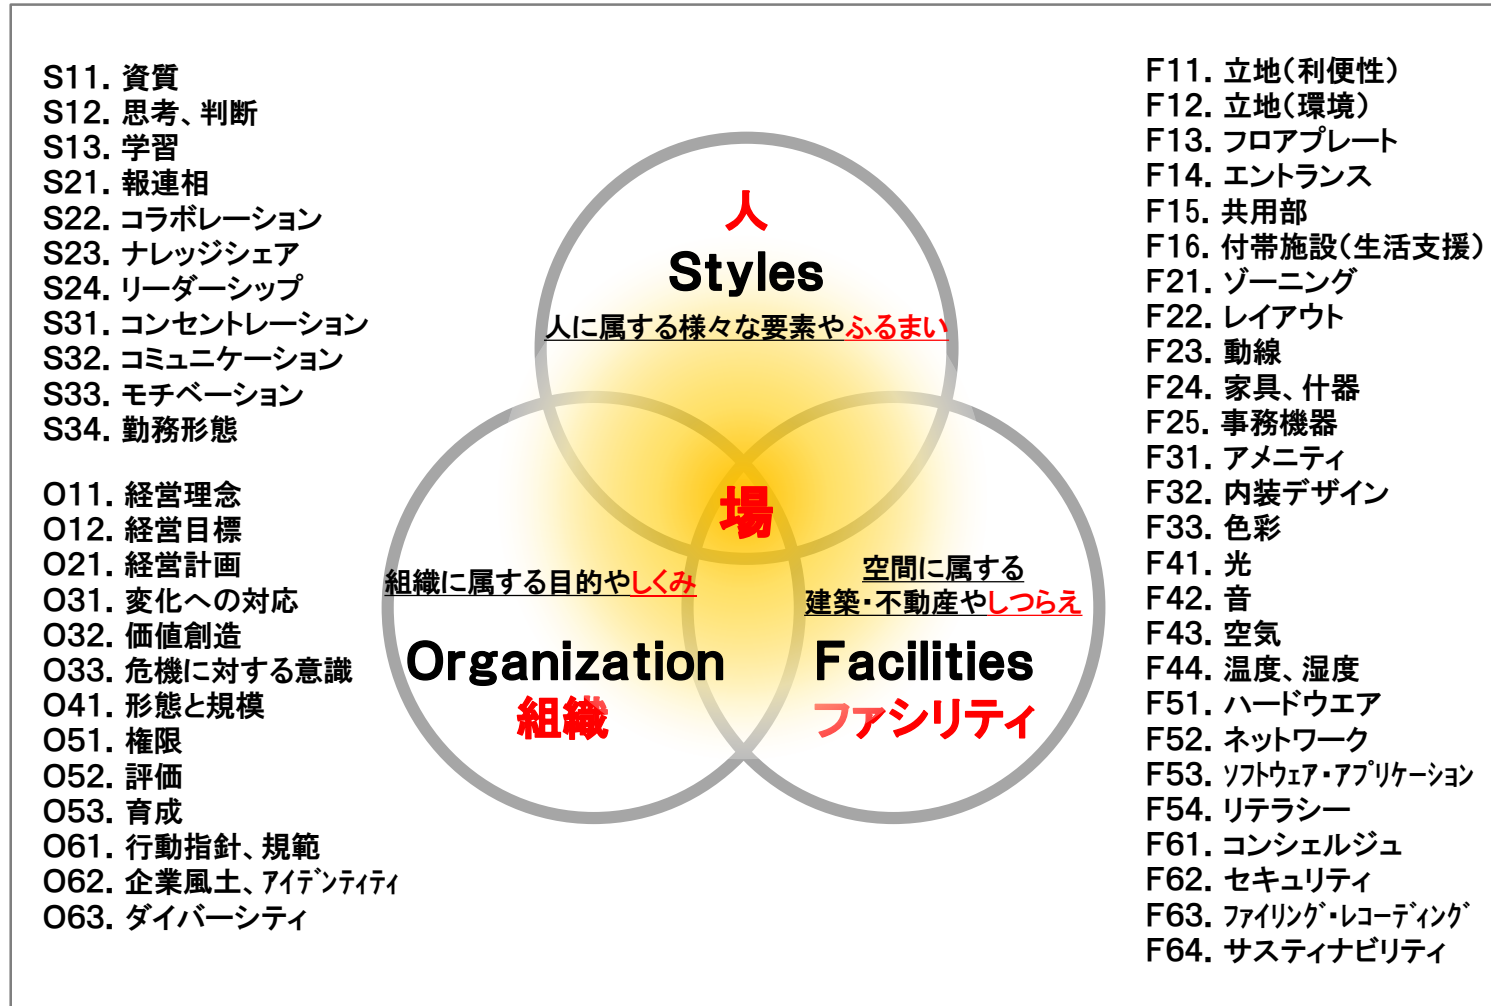 S11. 資質
S12. 思考、判断
S13. 学習
S21. 報連相
S22. コラボレーション
S23. ナレッジシェア
S24. リーダーシップ
S31. コンセントレーション
S32. コミュニケーション
S33. モチベーション
S34. 勤務形態
O11. 経営理念
O12. 経営目標
O21. 経営計画
O31. 変化への対応
O32. 価値創造
O33. 危機に対する意識
O41. 形態と規模
O51. 権限
O52. 評価
O53. 育成
O61. 行動指針、規範
O62. 企業風土、ｱｲﾃﾞﾝﾃｨﾃｨ
O63. ダイバーシティ
人
Styles
人に属する様々な要素やふるまい
場
組織に属する目的やしくみ
Organization
組織
空間に属する
建築・不動産やしつらえ
Facilities
ファシリティ
F11. 立地（利便性）
F12. 立地（環境）
F13. フロアプレート
F14. エントランス
F15. 共用部
F16. 付帯施設（生活支援）
F21. ゾーニング
F22. レイアウト
F23. 動線
F24. 家具、什器
F25. 事務機器
F31. アメニティ
F32. 内装デザイン
F33. 色彩
F41. 光
F42. 音
F43. 空気
F44. 温度、湿度
F51. ハードウエア
F52. ネットワーク
F53. ｿﾌﾄｳｪｱ・ｱﾌﾟﾘｹｰｼｮﾝ
F54. リテラシー
F61. コンシェルジュ
F62. セキュリティ
F63. ﾌｧｲﾘﾝｸﾞ・ﾚｺｰﾃﾞｨﾝｸﾞ
F64. サスティナビリティ